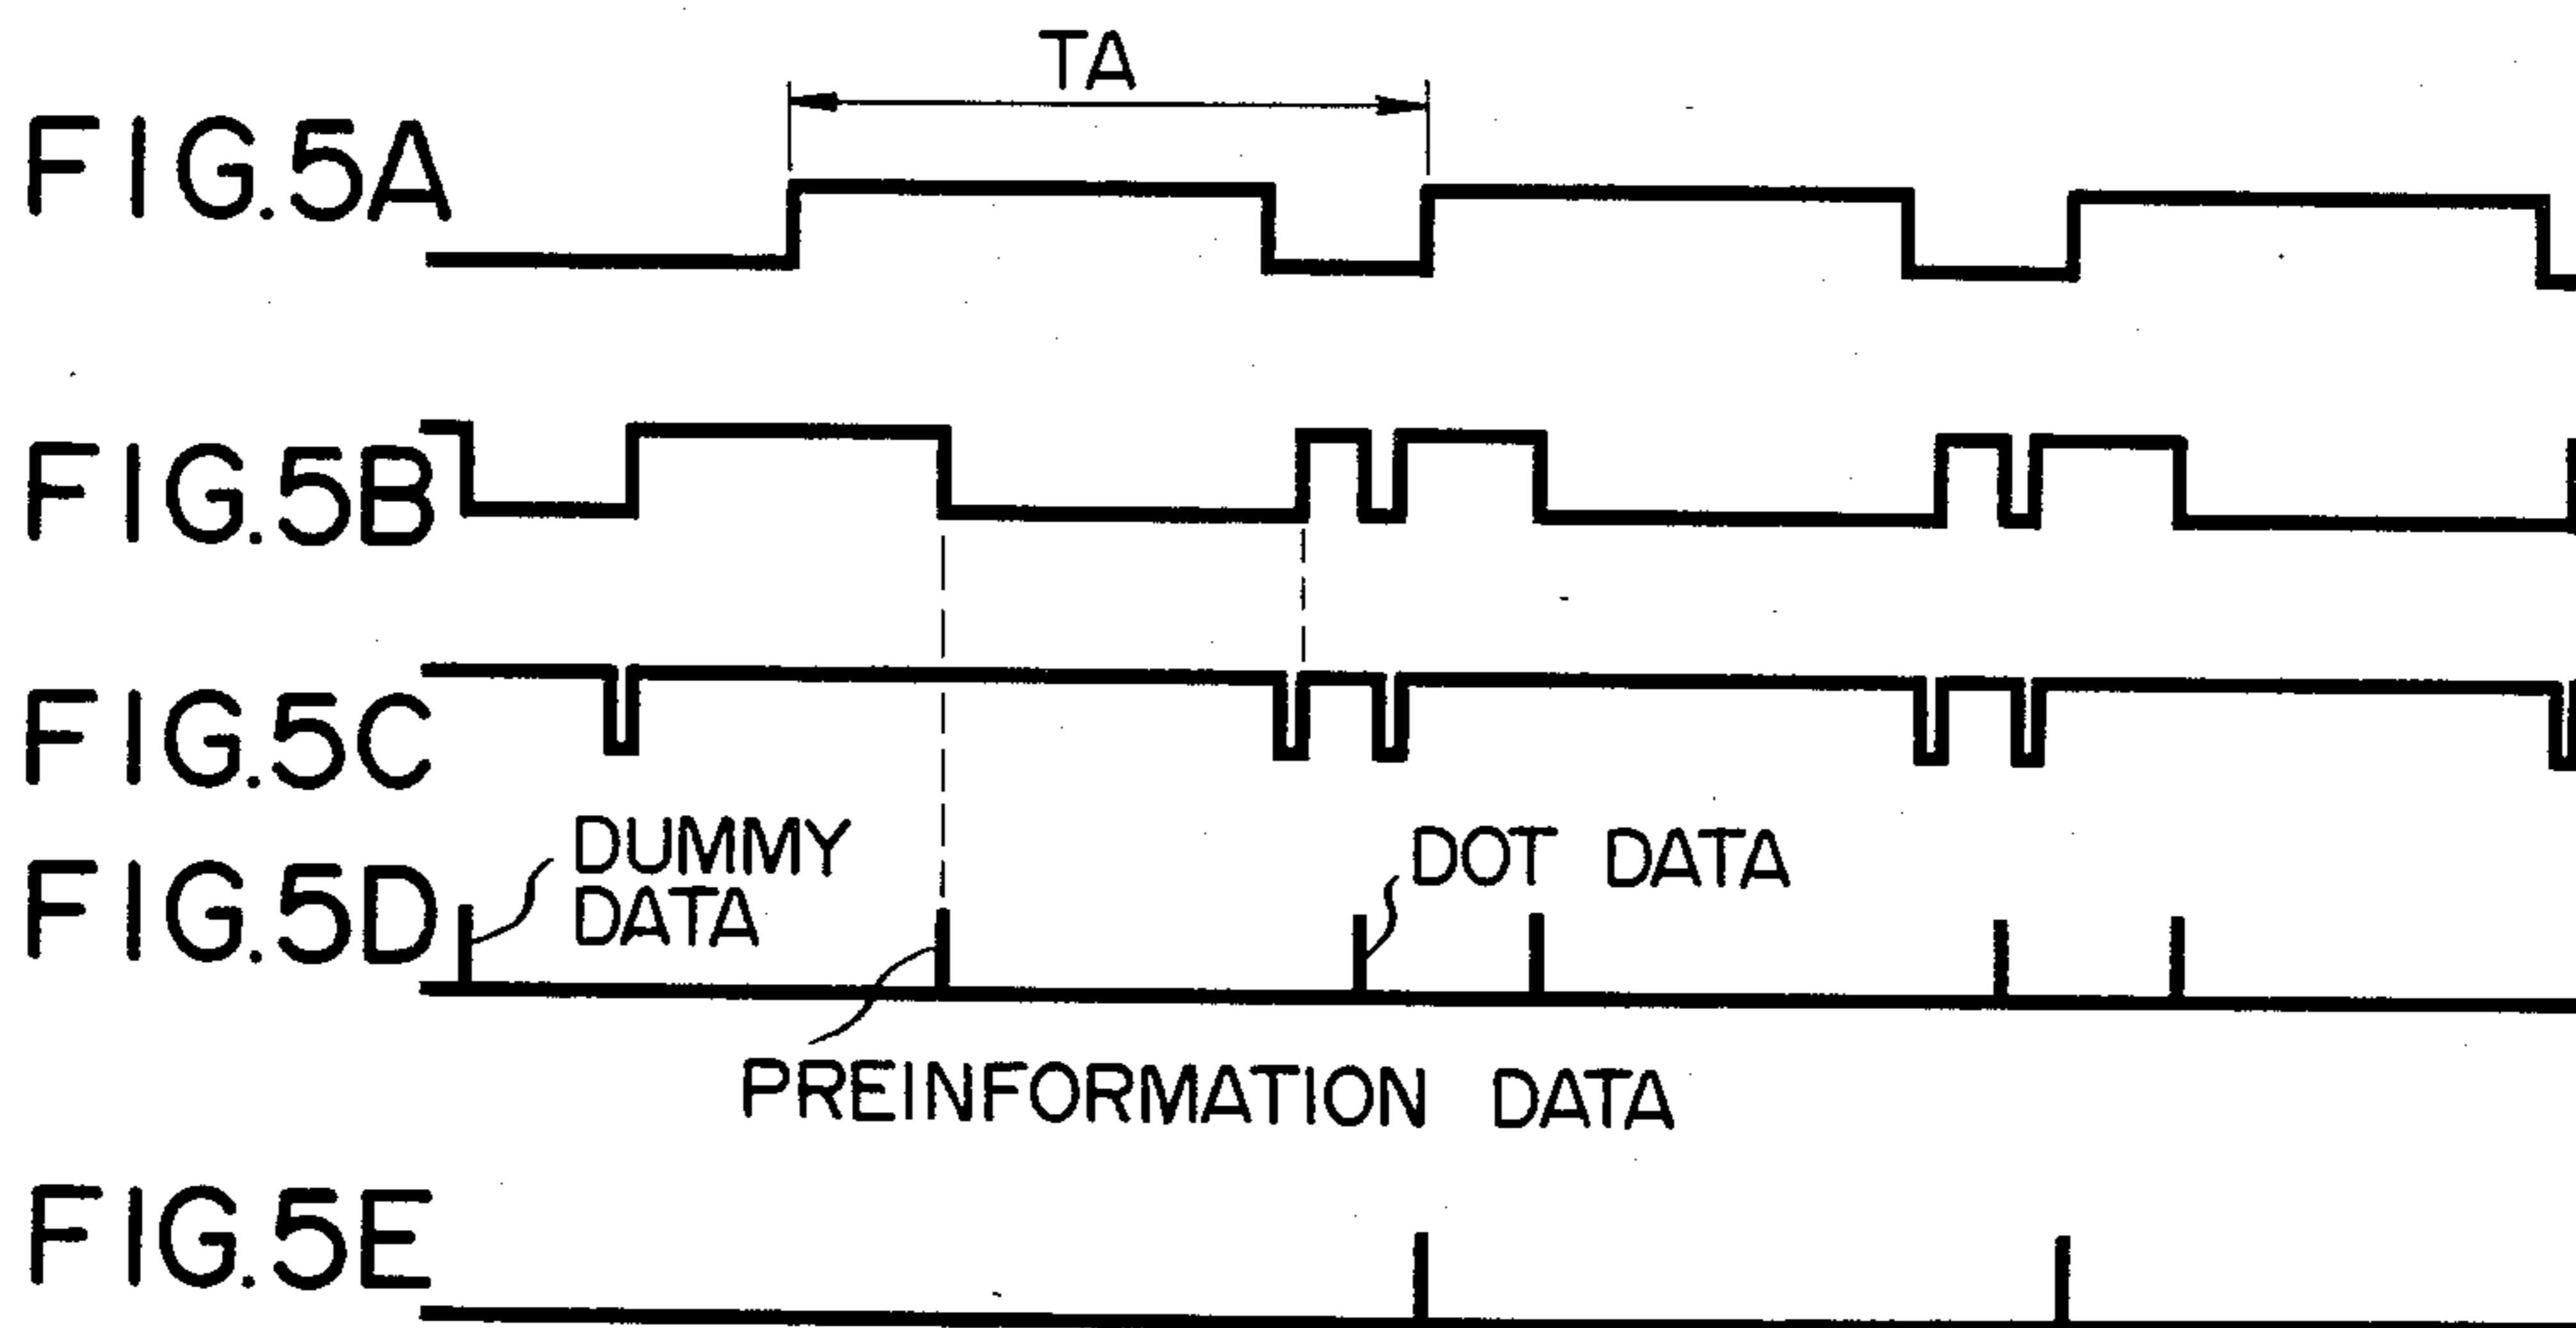 TA
FIG.5A
FIG.5B
FIG.5C
DUMMY
DATA
DOT DATA
FIG.5D
PREINFORMATION DATA
FIG.5E